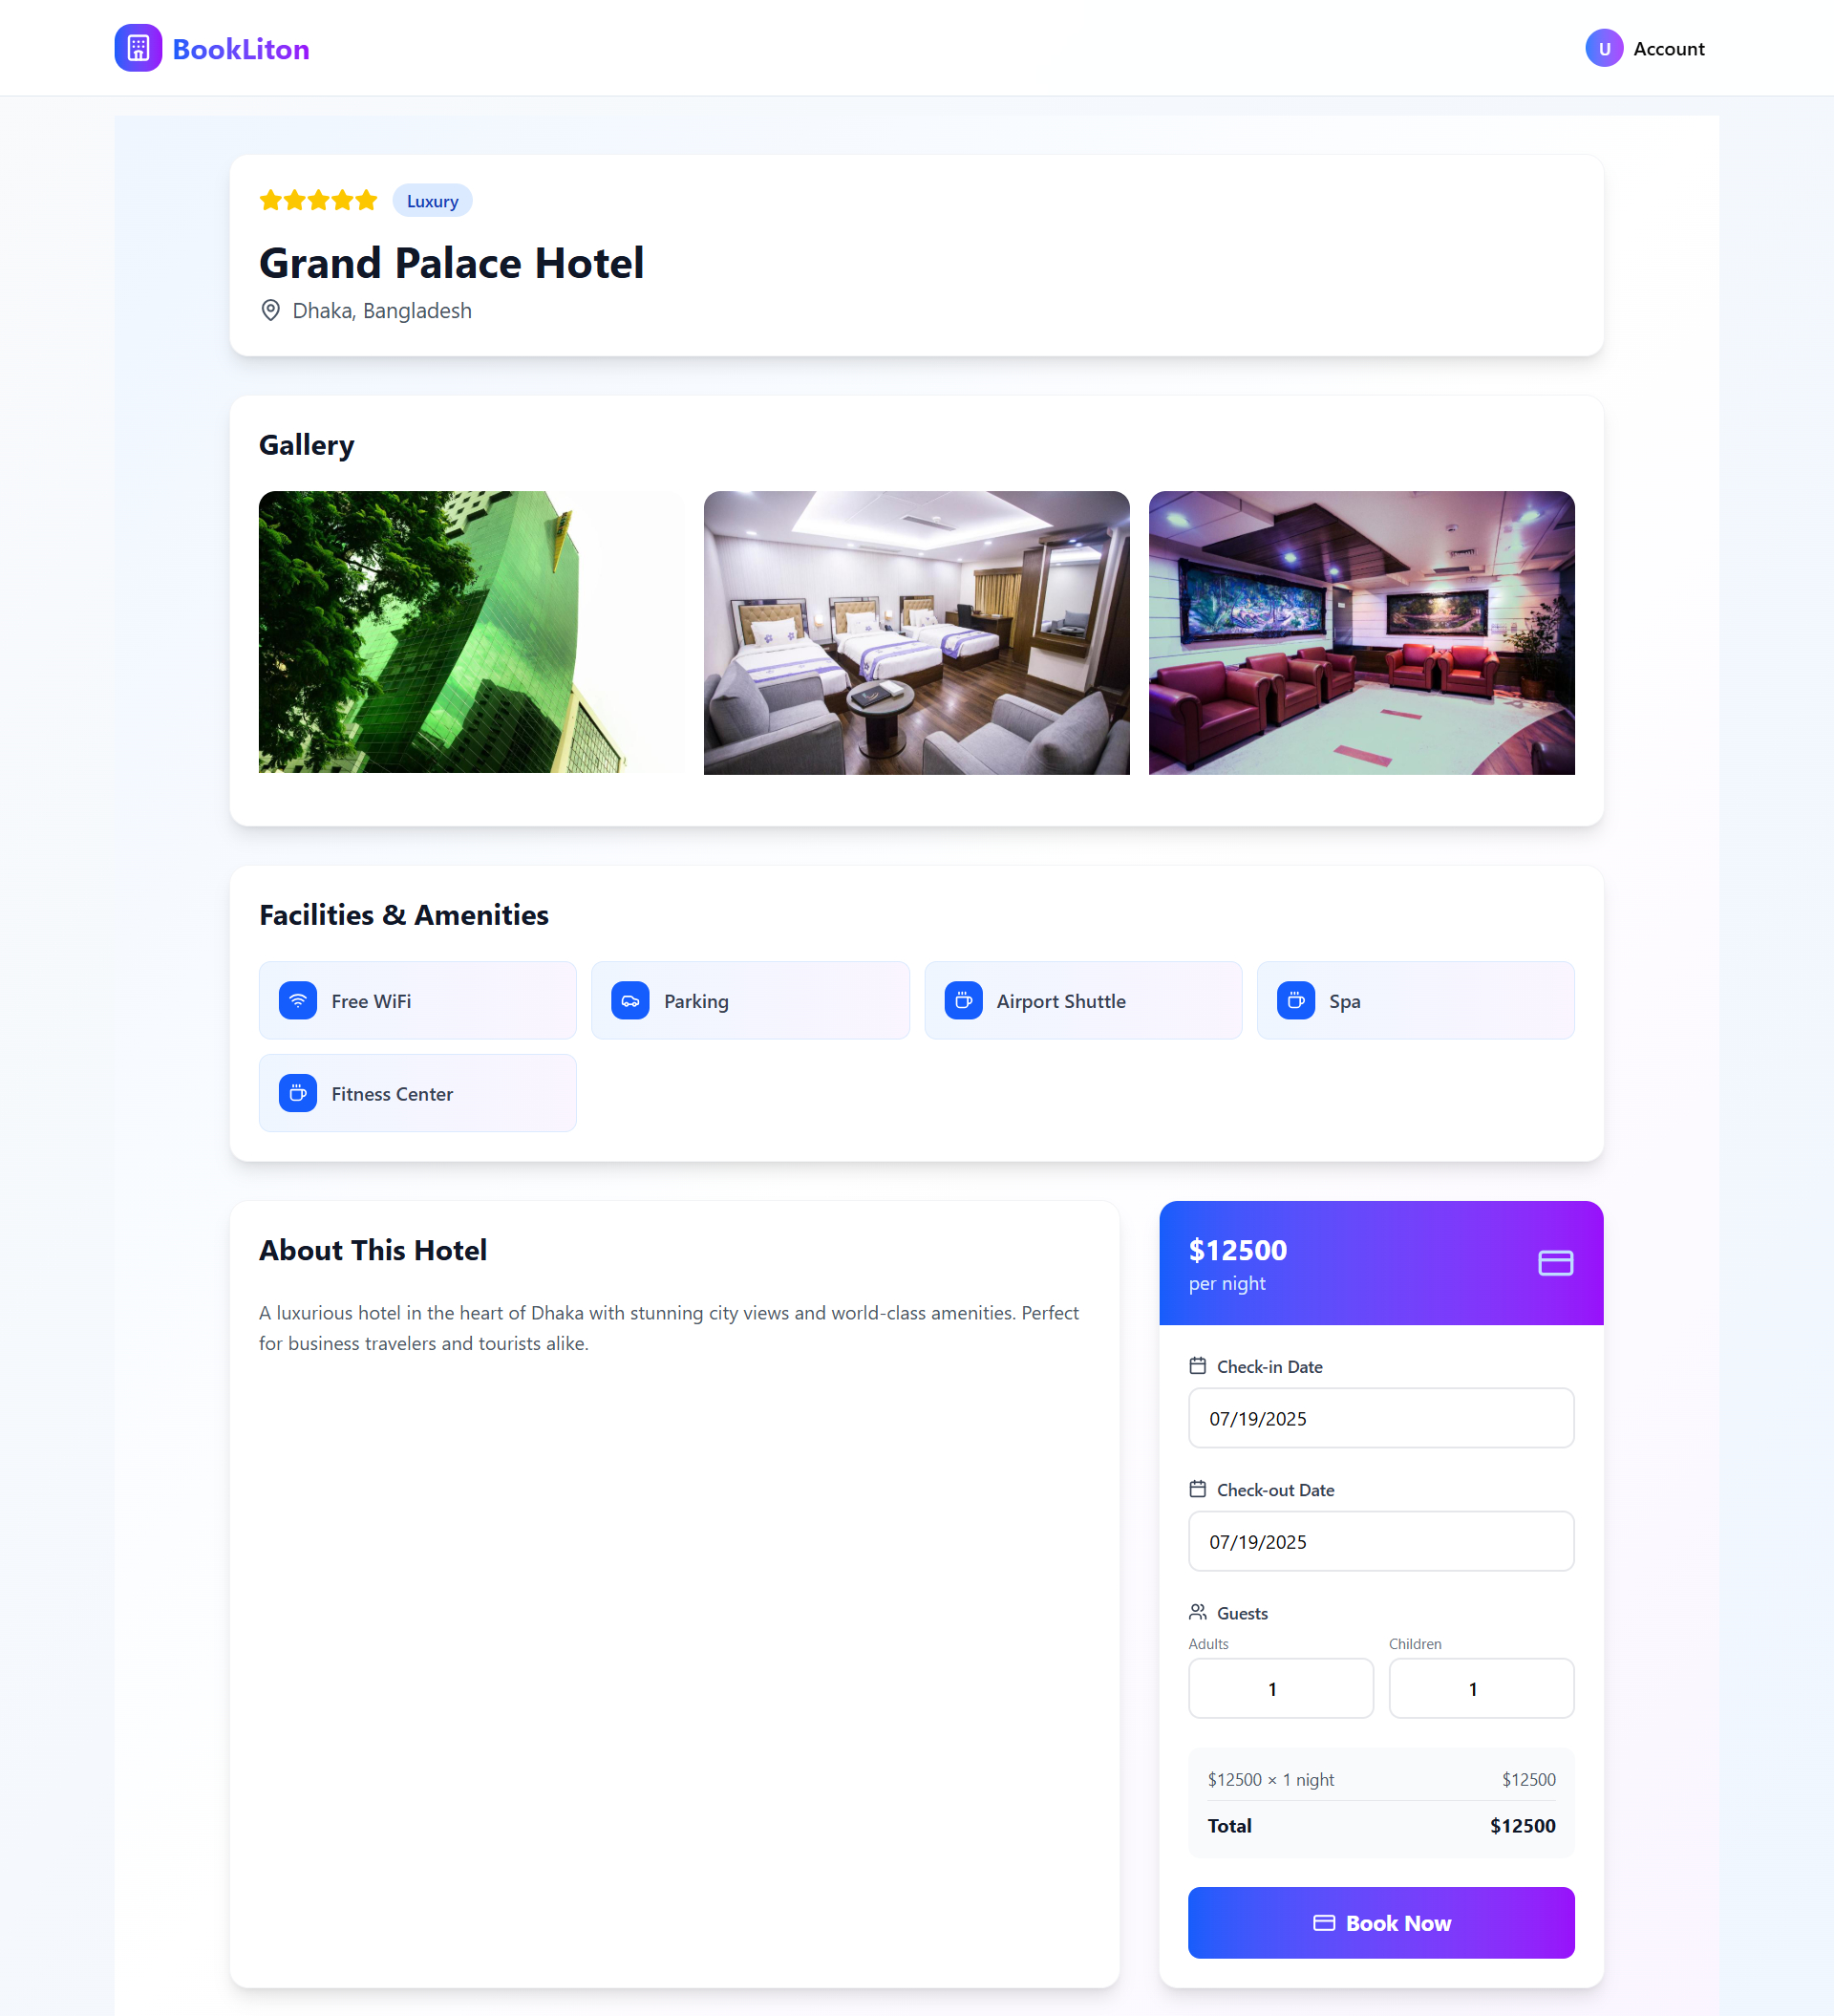 BookLiton
U
Account
Luxury
Grand Palace Hotel
Dhaka, Bangladesh
Gallery
Facilities & Amenities
Free WiFi
Parking
Airport Shuttle
Spa
Fitness Center
About This Hotel
A luxurious hotel in the heart of Dhaka with stunning city views and world-class amenities. Perfect
for business travelers and tourists alike.
$12500
per night
Check-in Date
07/19/2025
Check-out Date
07/19/2025
Guests
Adults
Children
1
1
$12500 × 1 night
$12500
Total
$12500
Book Now